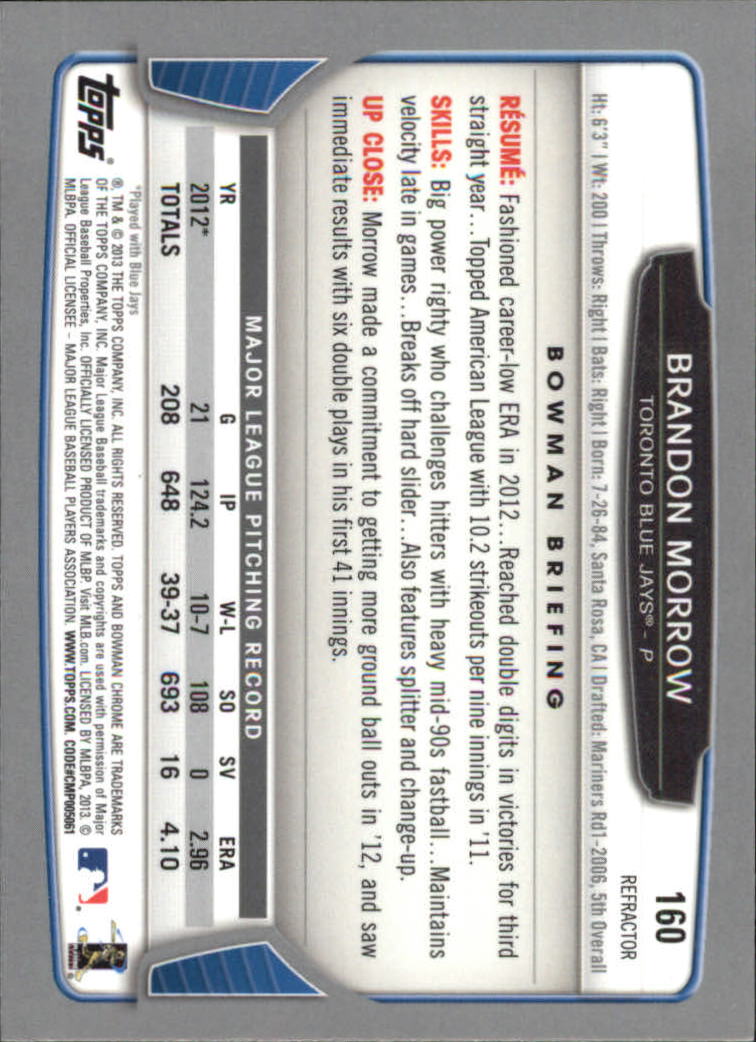 160
REFRACTOR
BRANDON MORROW
TORONTO BLUE JAYS® - P
Ht: 6'3" | Wt: 200 | Throws: Right | Bats: Right | Born: 7-26-84, Santa Rosa, CA | Drafted: Mariners Rd1-2006, 5th Overall
BOWMAN BRIEFING
RÉSUMÉ: Fashioned career-low ERA in 2012...Reached double digits in victories for third
straight year...Topped American League with 10.2 strikeouts per nine innings in '11.
SKILLS: Big power righty who challenges hitters with heavy mid-90s fastball...Maintains
velocity late in games...Breaks off hard slider...Also features splitter and change-up.
UP CLOSE: Morrow made a commitment to getting more ground ball outs in '12, and saw
immediate results with six double plays in his first 41 innings.
MAJOR LEAGUE PITCHING RECORD
YR G IP W-L SO SV ERA
2012* 21 124.2 10-7 108 0 2.96
TOTALS 208 648 39-37 693 16 4.10
*Played with Blue Jays
topps®
®, TM & © 2013 THE TOPPS COMPANY, INC. ALL RIGHTS RESERVED. TOPPS AND BOWMAN CHROME ARE TRADEMARKS
OF THE TOPPS COMPANY, INC. Major League Baseball trademarks and copyrights are used with permission of Major
League Baseball Properties, Inc. OFFICIALLY LICENSED PRODUCT OF MLBP. Visit MLB.com. LICENSED BY MLBPA, 2013. ©
MLBPA. OFFICIAL LICENSEE – MAJOR LEAGUE BASEBALL PLAYERS ASSOCIATION. WWW.TOPPS.COM. CODE#CMP005061